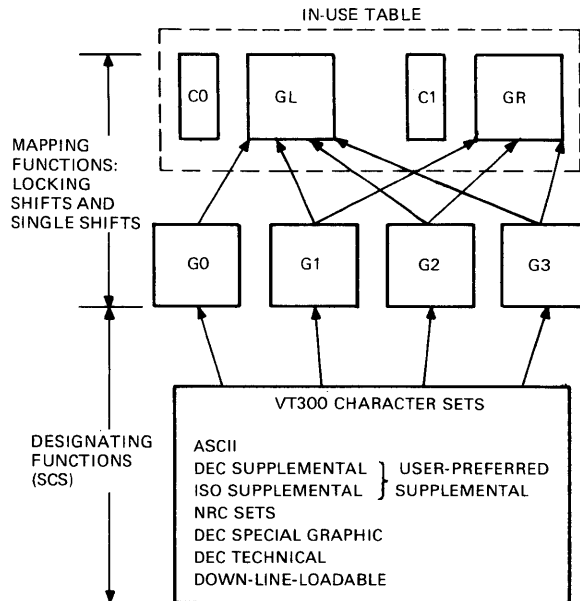 IN-USE TABLE
C0
GL
C1
GR
MAPPING
FUNCTIONS:
LOCKING
SHIFTS AND
SINGLE SHIFTS
G0
G1
G2
G3
DESIGNATING
FUNCTIONS
(SCS)
VT300 CHARACTER SETS
ASCII
DEC SUPPLEMENTAL } USER-PREFERRED
ISO SUPPLEMENTAL } SUPPLEMENTAL
NRC SETS
DEC SPECIAL GRAPHIC
DEC TECHNICAL
DOWN-LINE-LOADABLE